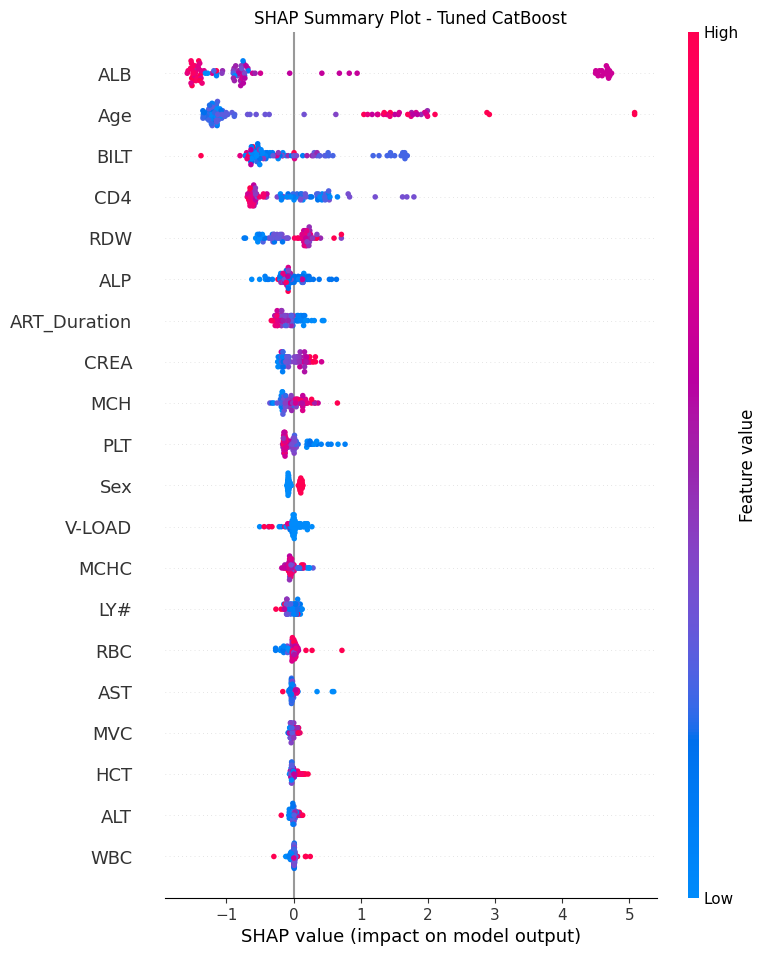 SHAP Summary Plot - Tuned CatBoost
High
ALB
Age
BILT
CD4
RDW
ALP
ART_Duration
CREA
MCH
PLT
Sex
V-LOAD
MCHC
LY#
RBC
AST
MVC
HCT
ALT
WBC
Feature value
Low
−1 0 1 2 3 4 5
SHAP value (impact on model output)